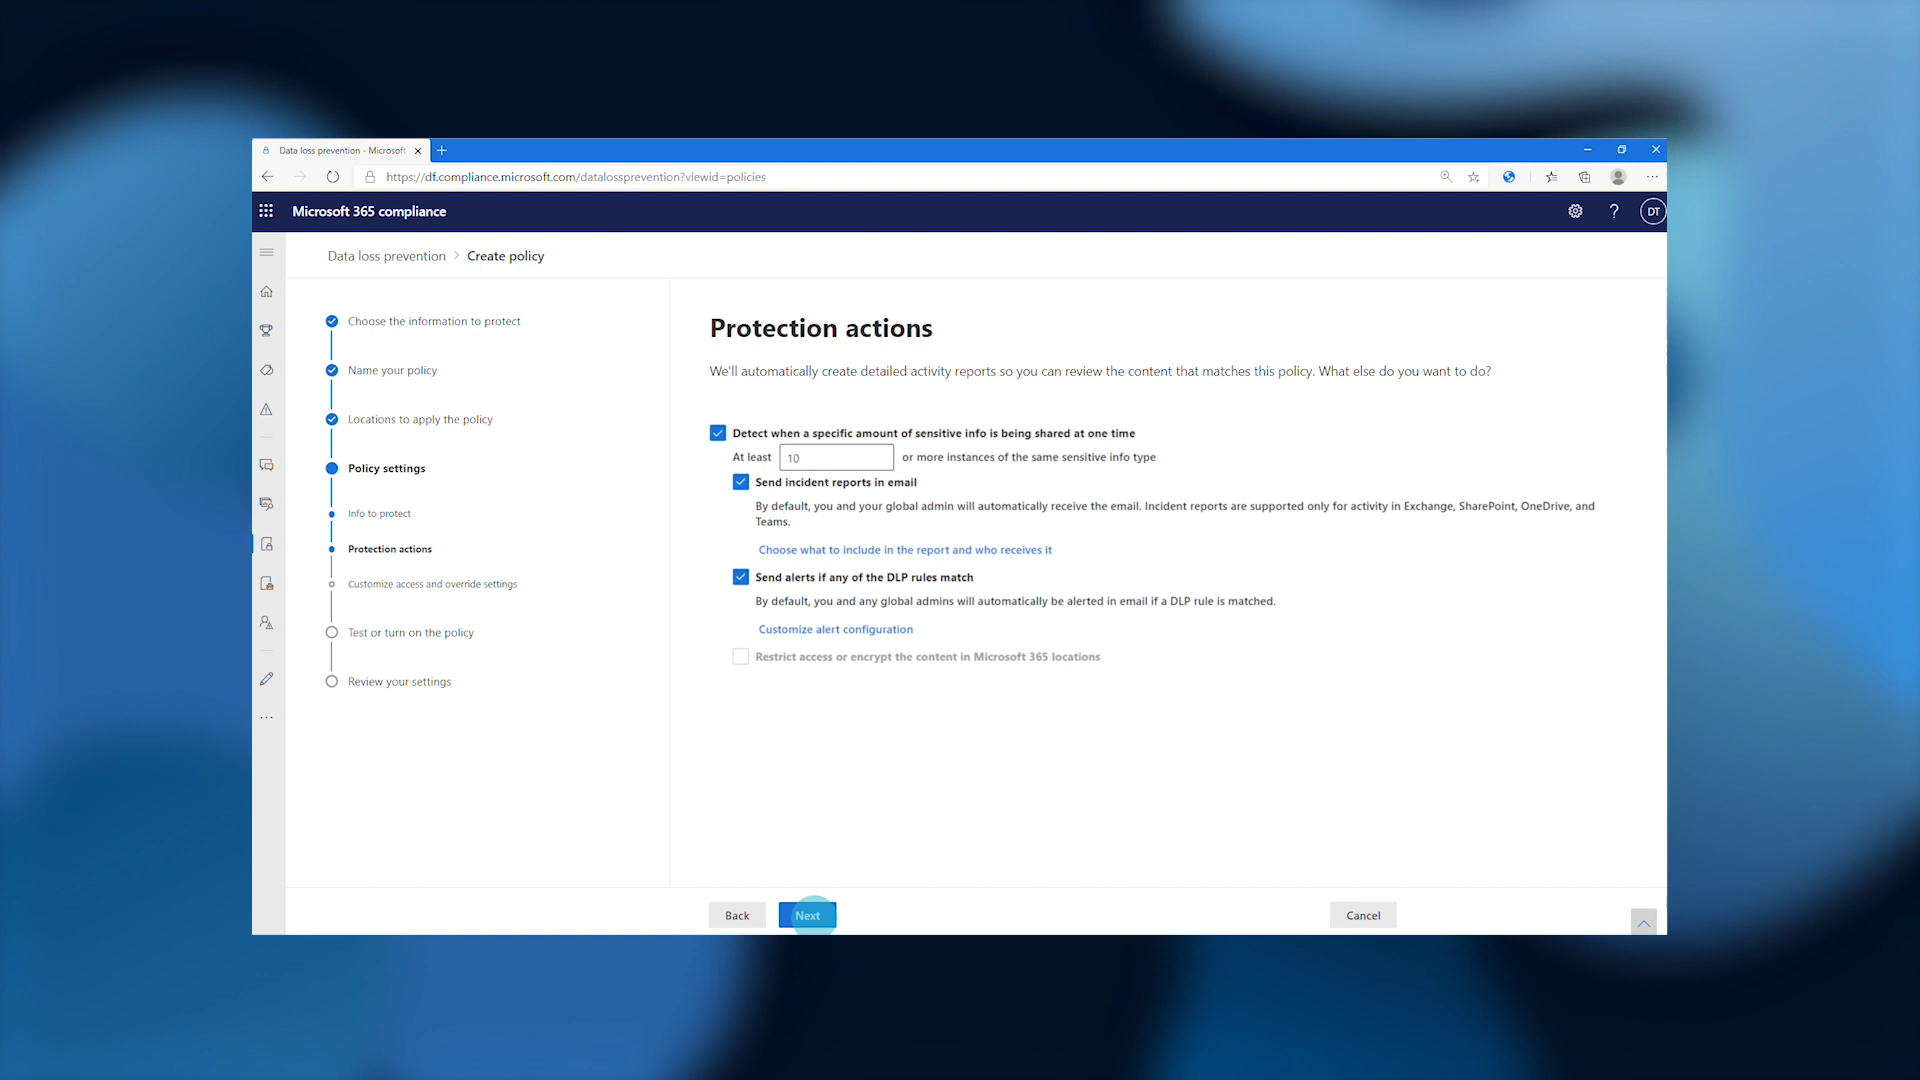 Data loss prevention - Microsoft
https://df.compliance.microsoft.com/datalossprevention?viewid=policies
Microsoft 365 compliance
?
DT
Data loss prevention > Create policy
Choose the information to protect
Name your policy
Locations to apply the policy
Policy settings
Info to protect
Protection actions
Customize access and override settings
Test or turn on the policy
Review your settings
Protection actions
We'll automatically create detailed activity reports so you can review the content that matches this policy. What else do you want to do?
Detect when a specific amount of sensitive info is being shared at one time
At least 10 or more instances of the same sensitive info type
Send incident reports in email
By default, you and your global admin will automatically receive the email. Incident reports are supported only for activity in Exchange, SharePoint, OneDrive, and
Teams.
Choose what to include in the report and who receives it
Send alerts if any of the DLP rules match
By default, you and any global admins will automatically be alerted in email if a DLP rule is matched.
Customize alert configuration
Restrict access or encrypt the content in Microsoft 365 locations
Back
Next
Cancel